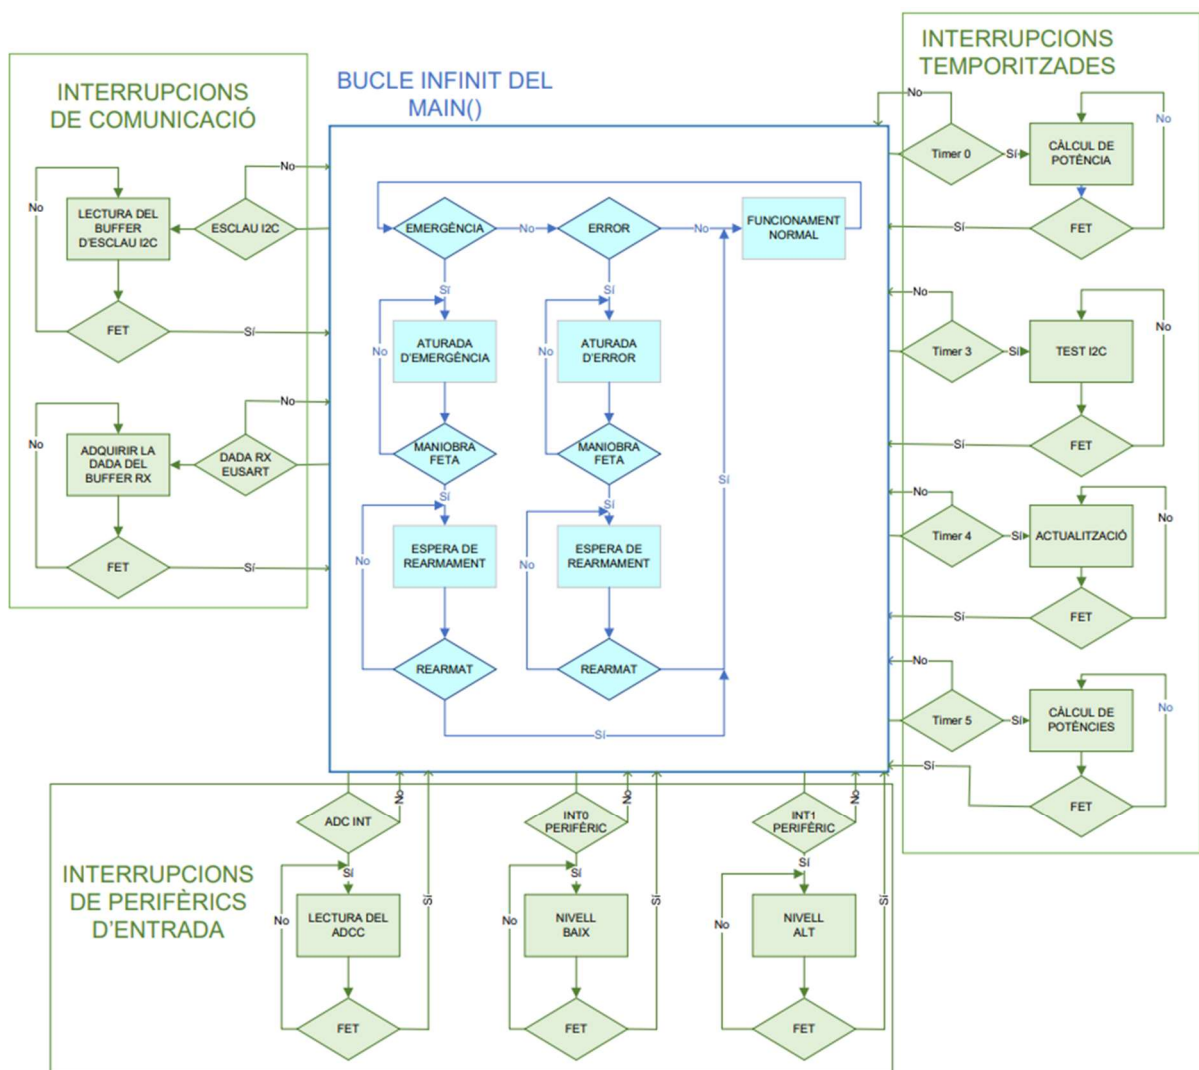 INTERRUPCIONS
DE COMUNICACIÓ
No
LECTURA DEL
BUFFER
D'ESCLAU I2C
ESCLAU I2C
No
FET
Sí
No
ADQUIRIR LA
DADA DEL
BUFFER RX
DADA RX
EUSART
No
FET
Sí
BUCLE INFINIT DEL
MAIN()
EMERGÈNCIA
No
ERROR
No
FUNCIONAMENT
NORMAL
Sí
ATURADA
D'EMERGÈNCIA
No
MANIOBRA
FETA
Sí
ESPERA DE
REARMAMENT
No
REARMAT
Sí
Sí
ATURADA
D'ERROR
No
MANIOBRA
FETA
Sí
ESPERA DE
REARMAMENT
No
REARMAT
Sí
INTERRUPCIONS
TEMPORITZADES
No
Timer 0
Sí
CÀLCUL DE
POTÈNCIA
No
FET
Sí
No
Timer 3
Sí
TEST I2C
No
FET
Sí
No
Timer 4
Sí
ACTUALITZACIÓ
No
FET
Sí
No
Timer 5
Sí
CÀLCUL DE
POTÈNCIES
No
FET
Sí
INTERRUPCIONS
DE PERIFÈRICS
D'ENTRADA
ADC INT
No
Sí
LECTURA DEL
ADCC
No
FET
Sí
INT0
PERIFÈRIC
No
Sí
NIVELL
BAIX
No
FET
Sí
INT1
PERIFÈRIC
No
Sí
NIVELL
ALT
No
FET
Sí